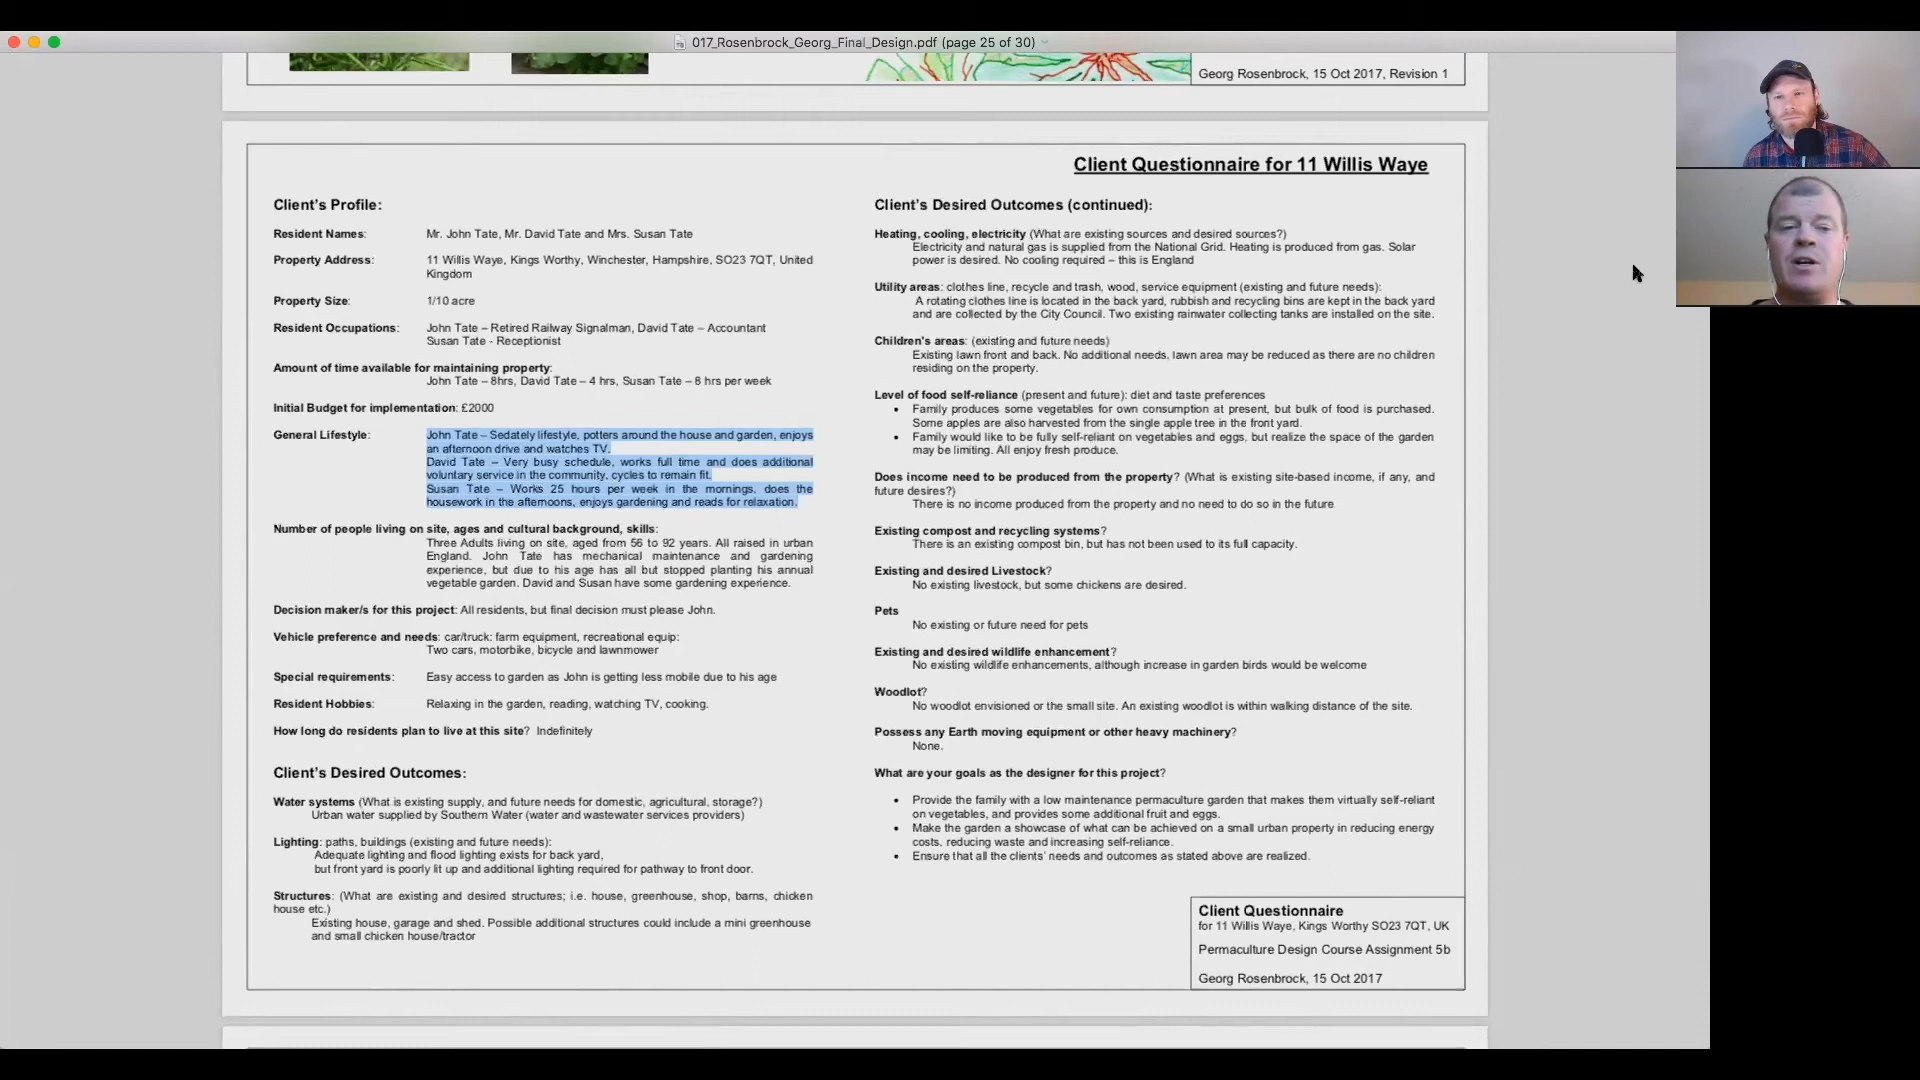 017_Rosenbrock_Georg_Final_Design.pdf (page 25 of 30)
Georg Rosenbrock, 15 Oct 2017, Revision 1
Client Questionnaire for 11 Willis Waye
Client's Profile:
Resident Names: Mr. John Tate, Mr. David Tate and Mrs. Susan Tate
Property Address: 11 Willis Waye, Kings Worthy, Winchester, Hampshire, SO23 7QT, United
Kingdom
Property Size: 1/10 acre
Resident Occupations: John Tate – Retired Railway Signalman, David Tate – Accountant
Susan Tate - Receptionist
Amount of time available for maintaining property:
John Tate – 8hrs, David Tate – 4 hrs, Susan Tate – 8 hrs per week
Initial Budget for implementation: £2000
General Lifestyle: John Tate – Sedately lifestyle, potters around the house and garden, enjoys
an afternoon drive and watches TV.
David Tate – Very busy schedule, works full time and does additional
voluntary service in the community, cycles to remain fit.
Susan Tate – Works 25 hours per week in the mornings, does the
housework in the afternoons, enjoys gardening and reads for relaxation.
Number of people living on site, ages and cultural background, skills:
Three Adults living on site, aged from 56 to 92 years. All raised in urban
England. John Tate has mechanical maintenance and gardening
experience, but due to his age has all but stopped planting his annual
vegetable garden. David and Susan have some gardening experience.
Decision maker/s for this project: All residents, but final decision must please John.
Vehicle preference and needs: car/truck: farm equipment, recreational equip:
Two cars, motorbike, bicycle and lawnmower
Special requirements: Easy access to garden as John is getting less mobile due to his age
Resident Hobbies: Relaxing in the garden, reading, watching TV, cooking.
How long do residents plan to live at this site? Indefinitely
Client's Desired Outcomes:
Water systems (What is existing supply, and future needs for domestic, agricultural, storage?)
Urban water supplied by Southern Water (water and wastewater services providers)
Lighting: paths, buildings (existing and future needs):
Adequate lighting and flood lighting exists for back yard,
but front yard is poorly lit up and additional lighting required for pathway to front door.
Structures: (What are existing and desired structures; i.e. house, greenhouse, shop, barns, chicken
house etc.)
Existing house, garage and shed. Possible additional structures could include a mini greenhouse
and small chicken house/tractor
Client's Desired Outcomes (continued):
Heating, cooling, electricity (What are existing sources and desired sources?)
Electricity and natural gas is supplied from the National Grid. Heating is produced from gas. Solar
power is desired. No cooling required – this is England
Utility areas: clothes line, recycle and trash, wood, service equipment (existing and future needs):
A rotating clothes line is located in the back yard, rubbish and recycling bins are kept in the back yard
and are collected by the City Council. Two existing rainwater collecting tanks are installed on the site.
Children's areas: (existing and future needs)
Existing lawn front and back. No additional needs, lawn area may be reduced as there are no children
residing on the property.
Level of food self-reliance (present and future): diet and taste preferences
• Family produces some vegetables for own consumption at present, but bulk of food is purchased.
Some apples are also harvested from the single apple tree in the front yard.
• Family would like to be fully self-reliant on vegetables and eggs, but realize the space of the garden
may be limiting. All enjoy fresh produce.
Does income need to be produced from the property? (What is existing site-based income, if any, and
future desires?)
There is no income produced from the property and no need to do so in the future
Existing compost and recycling systems?
There is an existing compost bin, but has not been used to its full capacity.
Existing and desired Livestock?
No existing livestock, but some chickens are desired.
Pets
No existing or future need for pets
Existing and desired wildlife enhancement?
No existing wildlife enhancements, although increase in garden birds would be welcome
Woodlot?
No woodlot envisioned or the small site. An existing woodlot is within walking distance of the site.
Possess any Earth moving equipment or other heavy machinery?
None.
What are your goals as the designer for this project?
• Provide the family with a low maintenance permaculture garden that makes them virtually self-reliant
on vegetables, and provides some additional fruit and eggs.
• Make the garden a showcase of what can be achieved on a small urban property in reducing energy
costs, reducing waste and increasing self-reliance.
• Ensure that all the clients' needs and outcomes as stated above are realized.
Client Questionnaire
for 11 Willis Waye, Kings Worthy SO23 7QT, UK
Permaculture Design Course Assignment 5b
Georg Rosenbrock, 15 Oct 2017